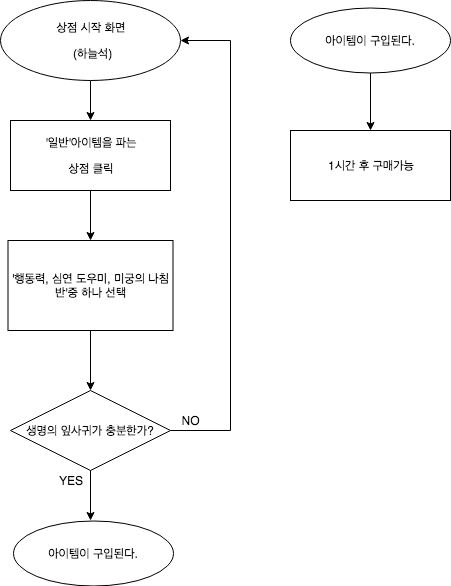 상점 시작 화면
(하늘석)
'일반'아이템을 파는
상점 클릭
'행동력, 심연 도우미, 미궁의 나침
반'중 하나 선택
생명의 잎사귀가 충분한가?
NO
YES
아이템이 구입된다.
아이템이 구입된다.
1시간 후 구매가능